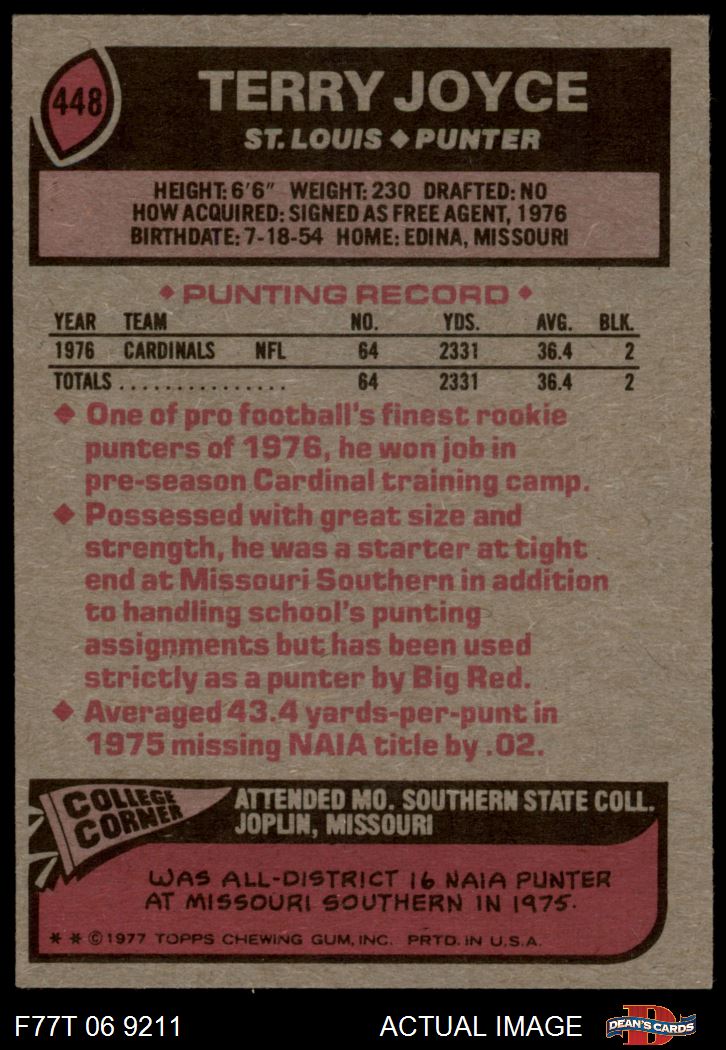 448
TERRY JOYCE
ST. LOUIS ◆ PUNTER
HEIGHT: 6'6" WEIGHT: 230 DRAFTED: NO
HOW ACQUIRED: SIGNED AS FREE AGENT, 1976
BIRTHDATE: 7-18-54 HOME: EDINA, MISSOURI
◆ PUNTING RECORD ◆
YEAR TEAM NO. YDS. AVG. BLK.
1976 CARDINALS NFL 64 2331 36.4 2
TOTALS ................ 64 2331 36.4 2
◆ One of pro football's finest rookie
punters of 1976, he won job in
pre-season Cardinal training camp.
◆ Possessed with great size and
strength, he was a starter at tight
end at Missouri Southern in addition
to handling school's punting
assignments but has been used
strictly as a punter by Big Red.
◆ Averaged 43.4 yards-per-punt in
1975 missing NAIA title by .02.
COLLEGE
CORNER
ATTENDED MO. SOUTHERN STATE COLL.
JOPLIN, MISSOURI
WAS ALL-DISTRICT 16 NAIA PUNTER
AT MISSOURI SOUTHERN IN 1975.
* * © 1977 TOPPS CHEWING GUM, INC. PRTD. IN U.S.A.
F77T 06 9211 ACTUAL IMAGE D DEAN'S CARDS